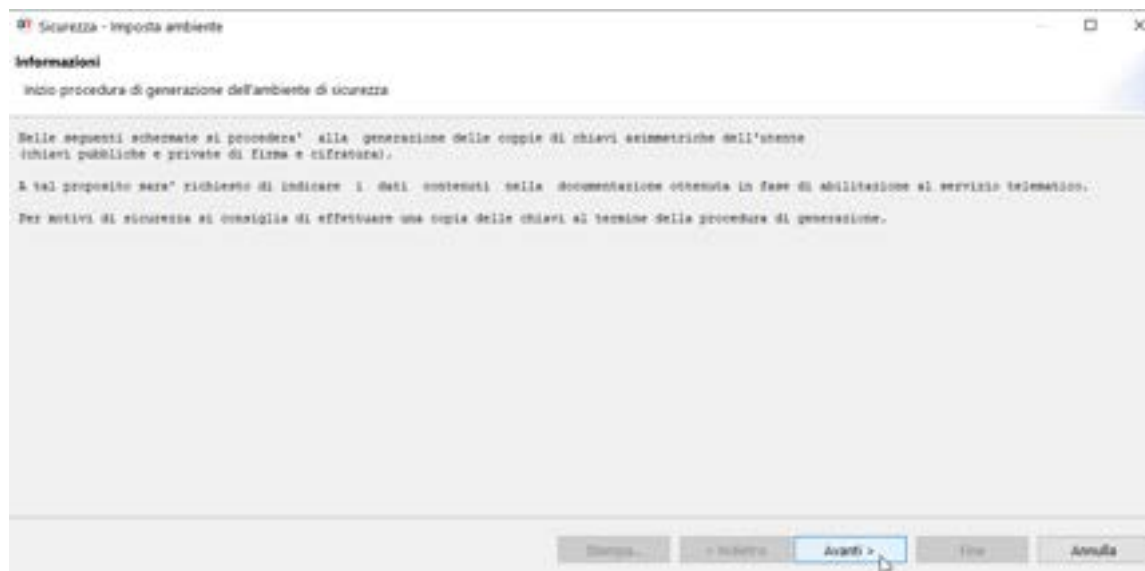 Sicurezza - Imposta ambiente
Informazioni
Inizio procedura di generazione dell'ambiente di sicurezza
Nelle seguenti schermate si procedera' alla generazione delle coppie di chiavi asimmetriche dell'utente
(chiavi pubbliche e private di firma e cifratura).
A tal proposito sara' richiesto di indicare i dati contenuti nella documentazione ottenuta in fase di abilitazione al servizio telematico.
Per motivi di sicurezza si consiglia di effettuare una copia delle chiavi al termine della procedura di generazione.
Stampa... < Indietro Avanti > Fine Annulla